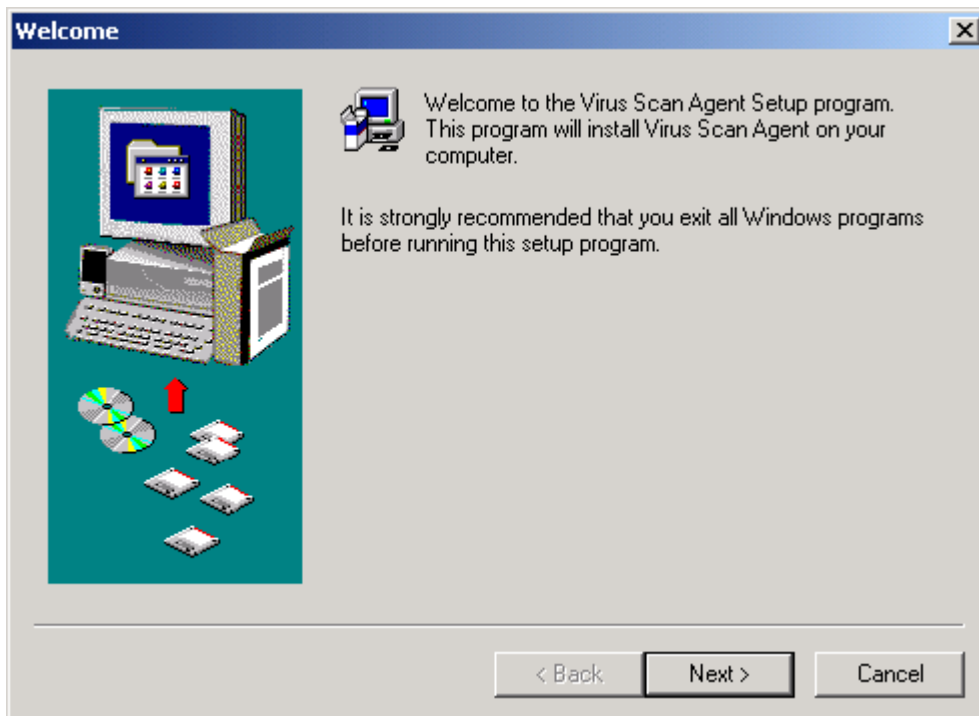 Welcome
Welcome to the Virus Scan Agent Setup program.
This program will install Virus Scan Agent on your
computer.
It is strongly recommended that you exit all Windows programs
before running this setup program.
< Back
Next >
Cancel